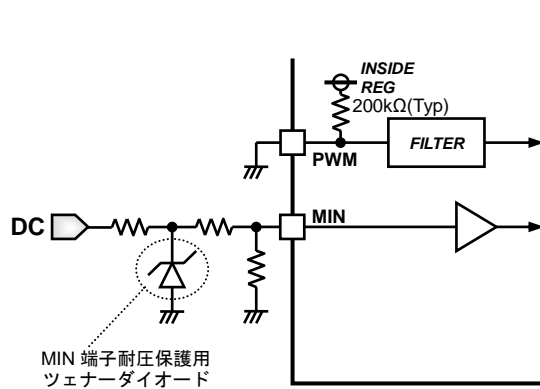 INSIDE
REG
200kΩ(Typ)
FILTER
PWM
DC
MIN
MIN 端子耐圧保護用
ツェナーダイオード